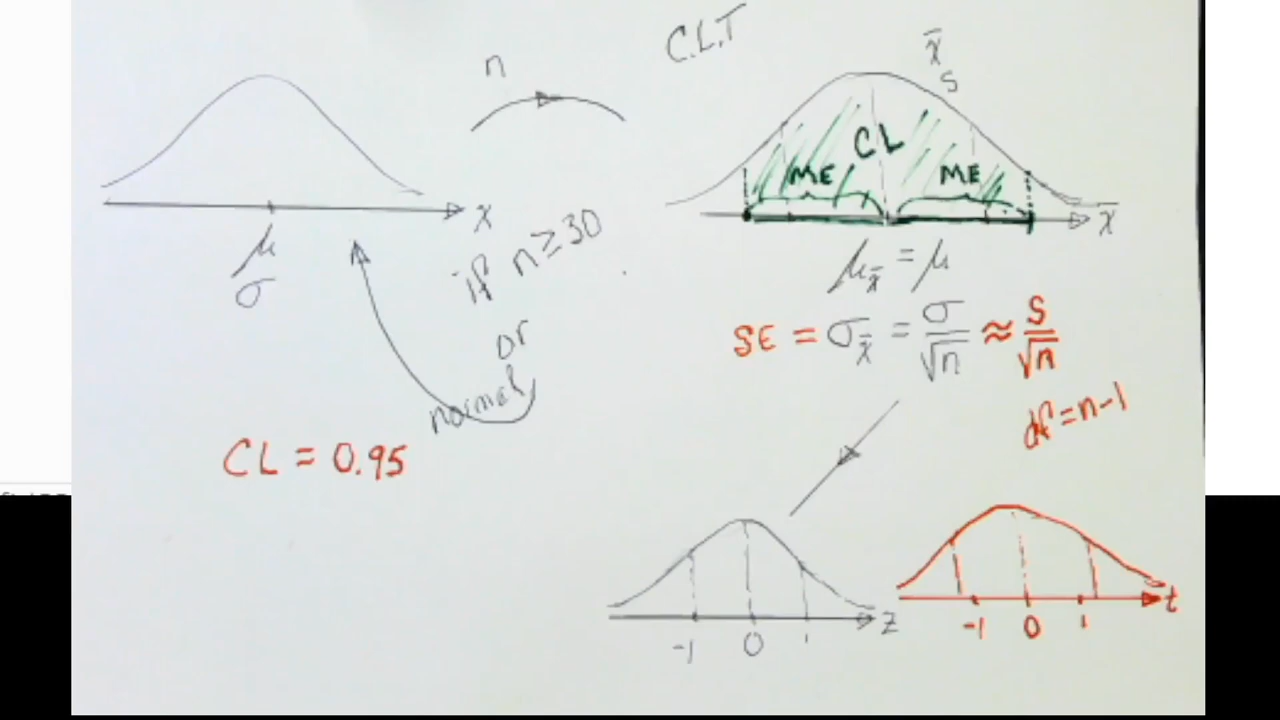 C.L.T
n
x̄
s
CL
ME ME
x
x̄
μ
σ
if n ≥ 30
or
normal
μx̄ = μ
SE = σx̄ = σ/√n ≈ s/√n
df = n-1
CL = 0.95
-1 0 1 z
-1 0 1 t